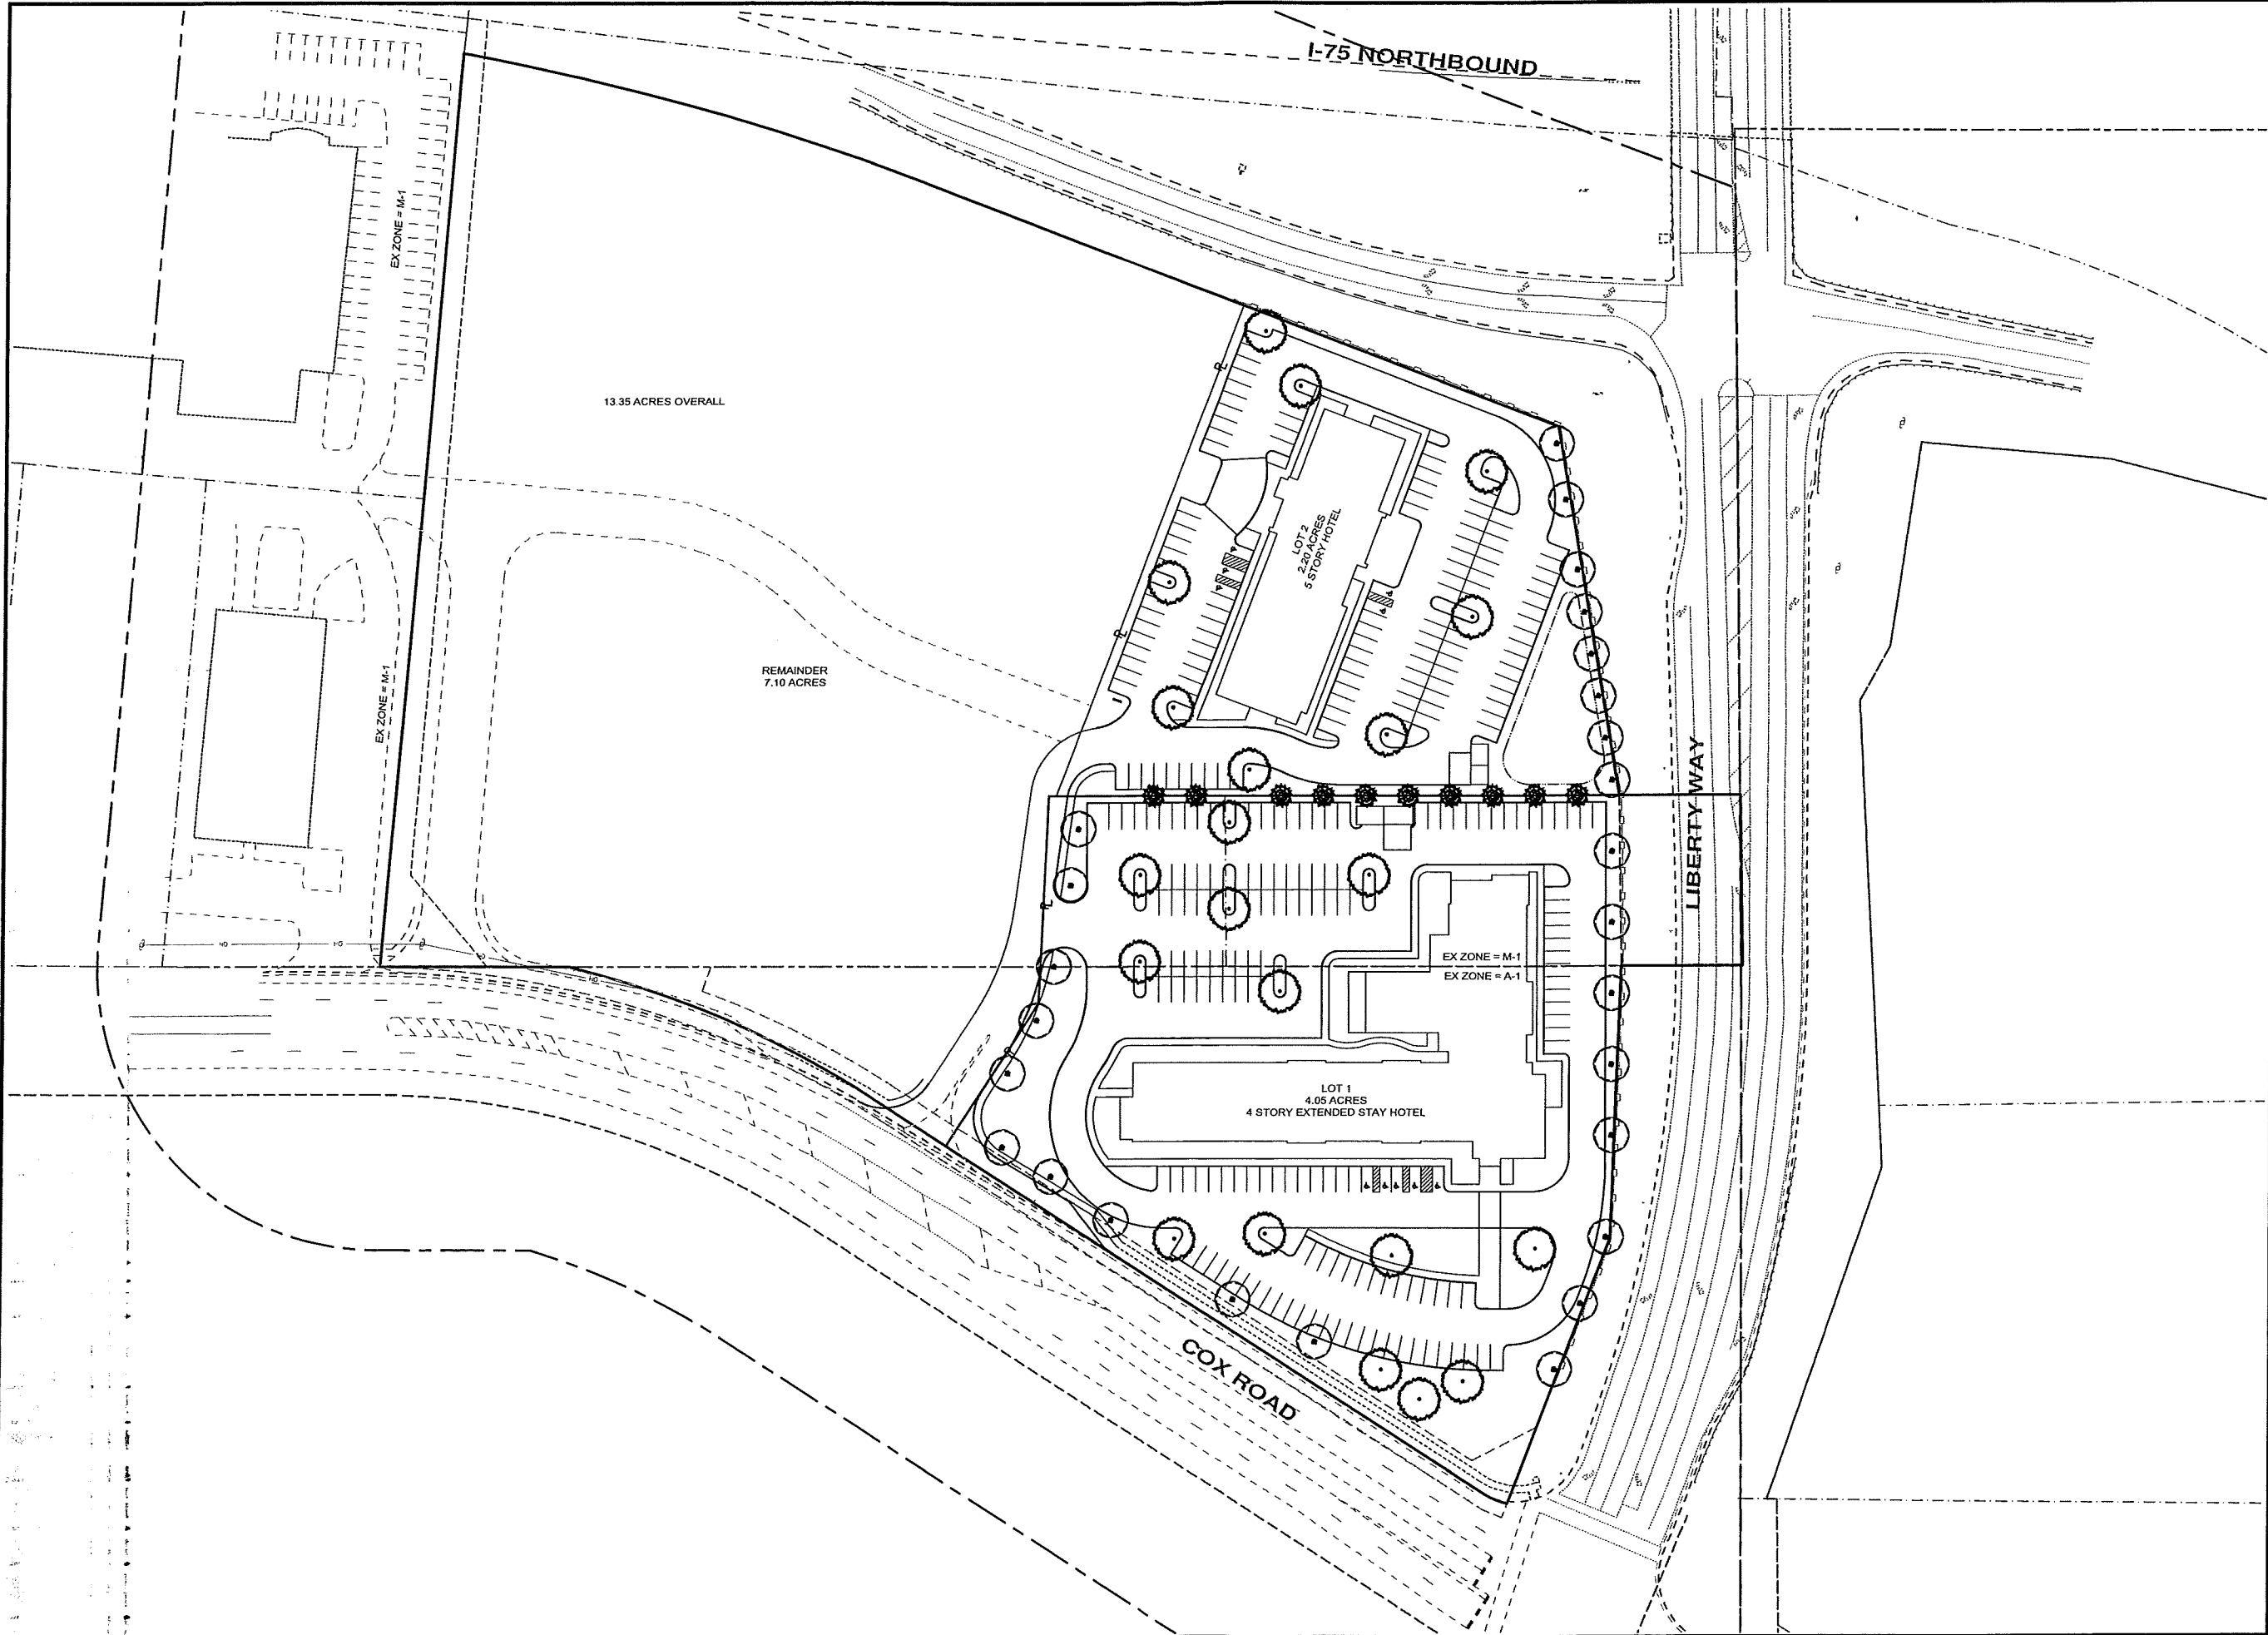 I-75 NORTHBOUND
EX ZONE = M-1
13.35 ACRES OVERALL
LOT 2
2.20 ACRES
5 STORY HOTEL
REMAINDER
7.10 ACRES
EX ZONE = M-1
LIBERTY WAY
EX ZONE = M-1
EX ZONE = A-1
LOT 1
4.05 ACRES
4 STORY EXTENDED STAY HOTEL
COX ROAD